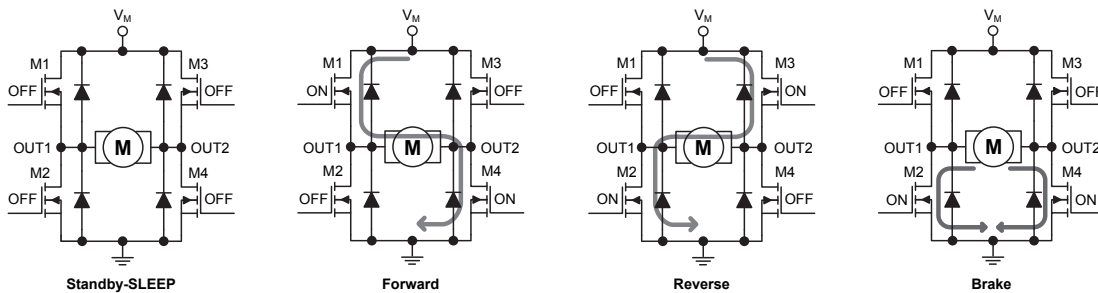 VM
M1
M3
OFF
OFF
OUT1
M
OUT2
M2
M4
OFF
OFF
Standby-SLEEP
VM
M1
M3
ON
OFF
OUT1
M
OUT2
M2
M4
OFF
ON
Forward
VM
M1
M3
OFF
ON
OUT1
M
OUT2
M2
M4
ON
OFF
Reverse
VM
M1
M3
OFF
OFF
OUT1
M
OUT2
M2
M4
ON
ON
Brake